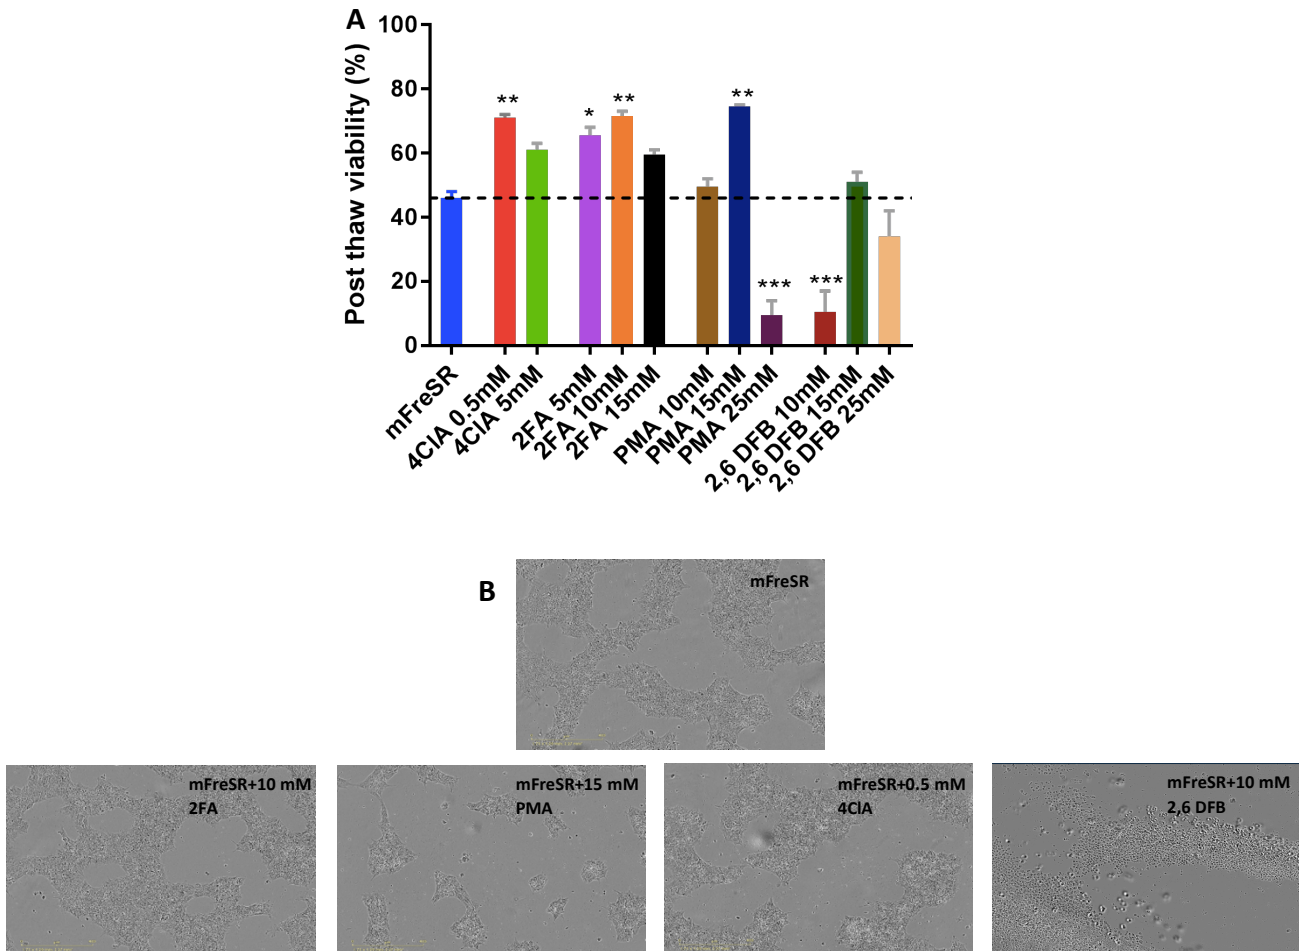 A
Post thaw viability (%)
100
80
60
40
20
0
**
*
**
**
***
***
mFreSR
4ClA 0.5mM
4ClA 5mM
2FA 5mM
2FA 10mM
2FA 15mM
PMA 10mM
PMA 15mM
PMA 25mM
2,6 DFB 10mM
2,6 DFB 15mM
2,6 DFB 25mM
B
mFreSR
mFreSR+10 mM
2FA
mFreSR+15 mM
PMA
mFreSR+0.5 mM
4ClA
mFreSR+10 mM
2,6 DFB